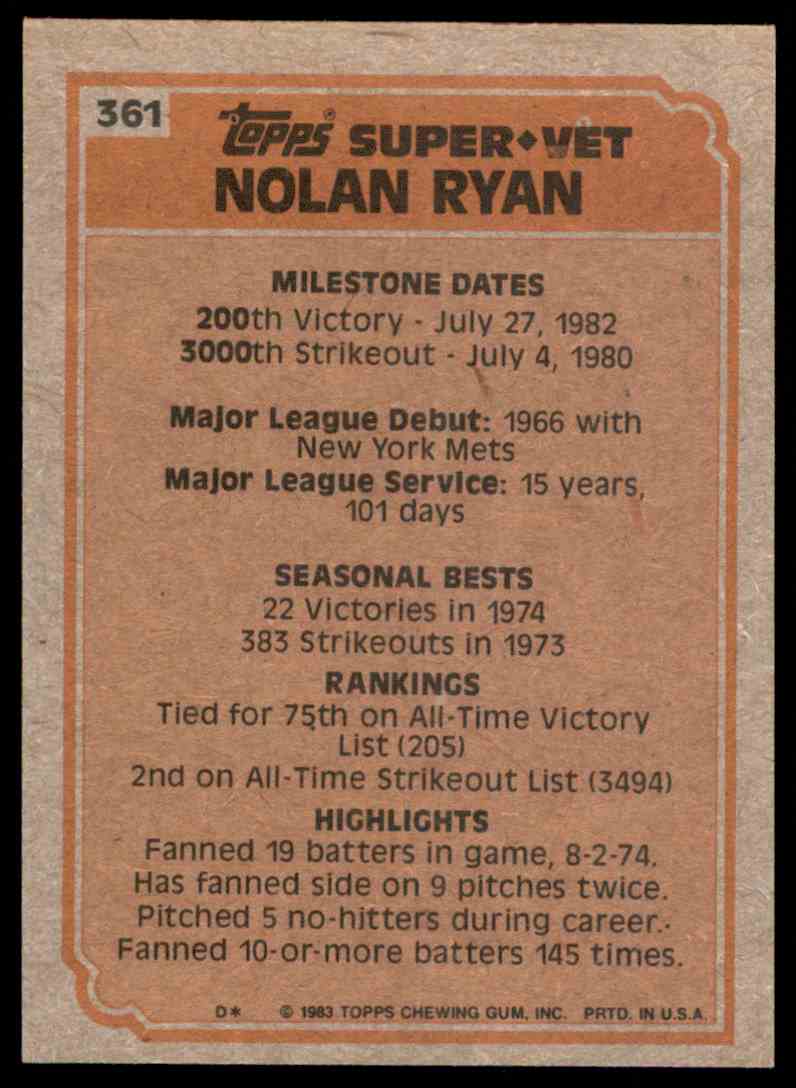 361
topps® SUPER◆VET
NOLAN RYAN
MILESTONE DATES
200th Victory - July 27, 1982
3000th Strikeout - July 4, 1980
Major League Debut: 1966 with
New York Mets
Major League Service: 15 years,
101 days
SEASONAL BESTS
22 Victories in 1974
383 Strikeouts in 1973
RANKINGS
Tied for 75th on All-Time Victory
List (205)
2nd on All-Time Strikeout List (3494)
HIGHLIGHTS
Fanned 19 batters in game, 8-2-74.
Has fanned side on 9 pitches twice.
Pitched 5 no-hitters during career.
Fanned 10-or-more batters 145 times.
D* © 1983 TOPPS CHEWING GUM, INC. PRTD. IN U.S.A.